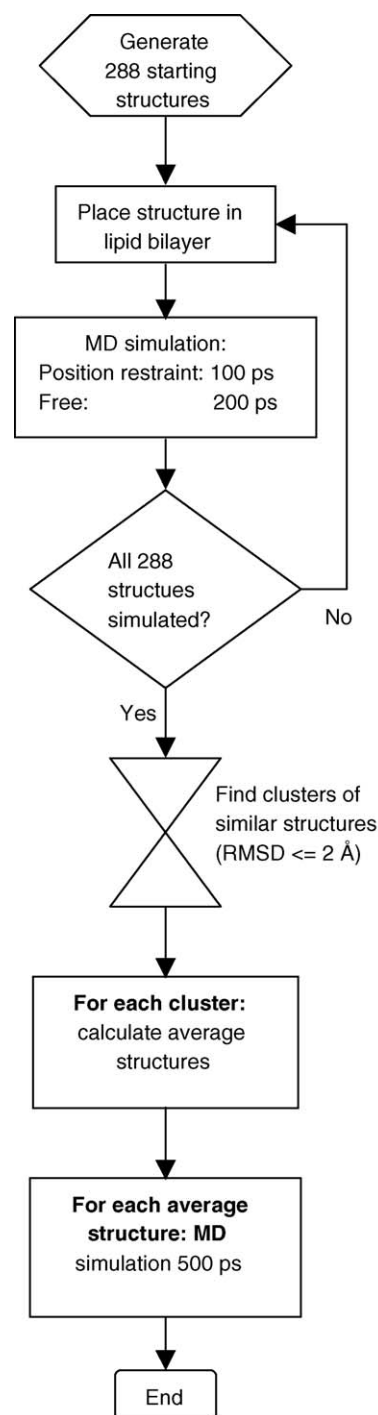 Generate
288 starting
structures
Place structure in
lipid bilayer
MD simulation:
Position restraint: 100 ps
Free: 200 ps
All 288
structues
simulated?
No
Yes
Find clusters of
similar structures
(RMSD <= 2 Å)
For each cluster:
calculate average
structures
For each average
structure: MD
simulation 500 ps
End